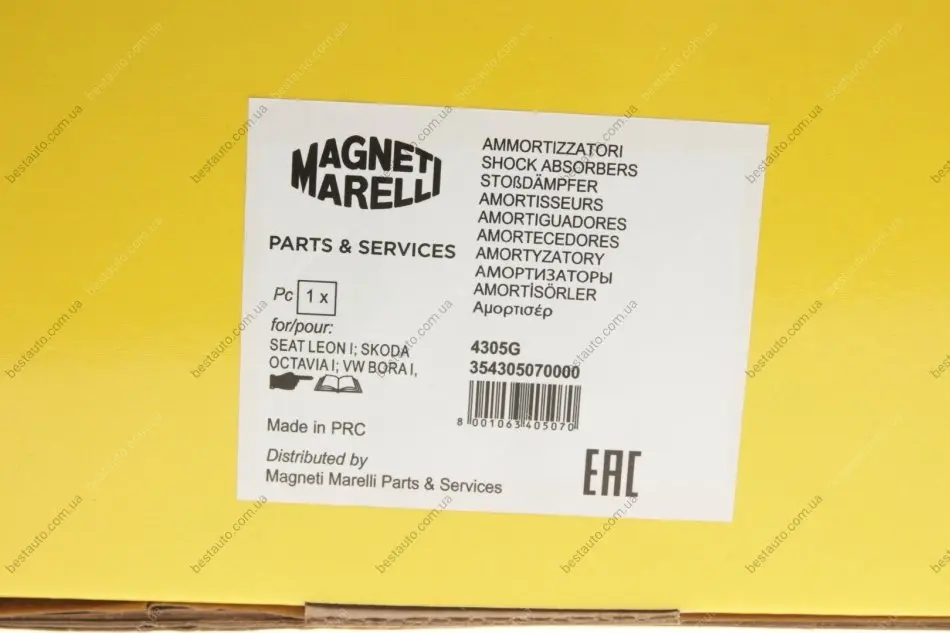 MAGNETI
MARELLI
PARTS & SERVICES
Pc 1 x
for/pour:
SEAT LEON I; SKODA
OCTAVIA I; VW BORA I,
Made in PRC
Distributed by
Magneti Marelli Parts & Services
AMMORTIZZATORI
SHOCK ABSORBERS
STOßDÄMPFER
AMORTISSEURS
AMORTIGUADORES
AMORTECEDORES
AMORTYZATORY
АМОРТИЗАТОРЫ
AMORTİSÖRLER
Αμορτισέρ
4305G
354305070000
8 001063 405070
EAC
bestauto.com.ua